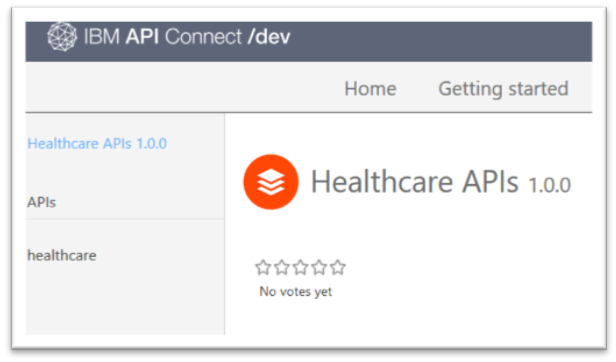 IBM API Connect /dev
Home Getting started
Healthcare APIs 1.0.0
APIs
healthcare
Healthcare APIs 1.0.0
No votes yet